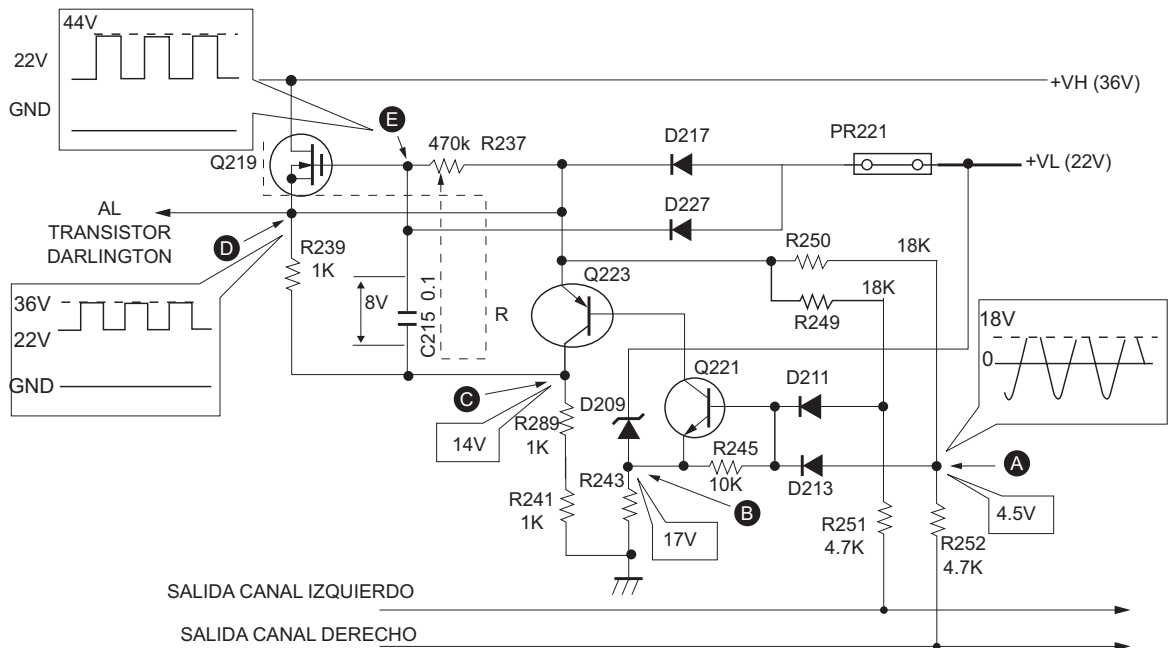 44V
22V
GND
+VH (36V)
E
470k R237
D217
PR221
Q219
+VL (22V)
AL
TRANSISTOR
DARLINGTON
D
D227
R250
18K
R239
1K
Q223
18K
R249
36V
22V
GND
8V
C215 0.1
R
18V
0
Q221
D211
C
D209
14V
R289
1K
R245
10K
D213
A
R243
B
R241
1K
17V
4.5V
R251
4.7K
R252
4.7K
SALIDA CANAL IZQUIERDO
SALIDA CANAL DERECHO